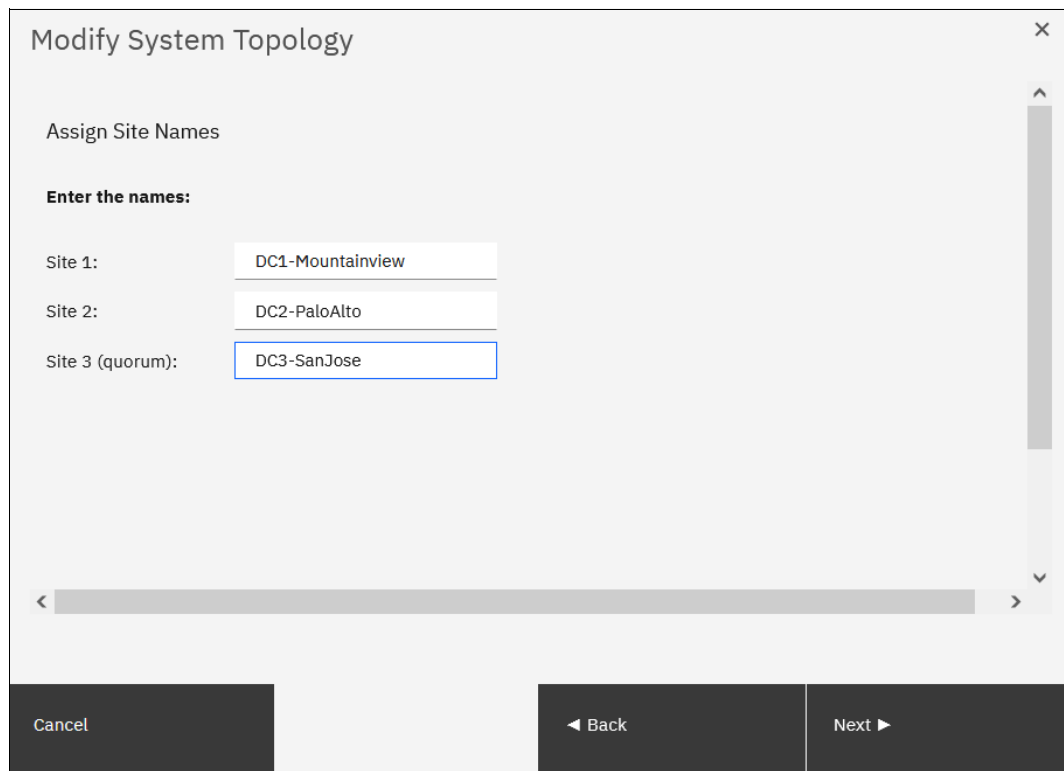 Modify System Topology
Assign Site Names
Enter the names:
Site 1: DC1-Mountainview
Site 2: DC2-PaloAlto
Site 3 (quorum): DC3-SanJose
Cancel ◄ Back Next ►